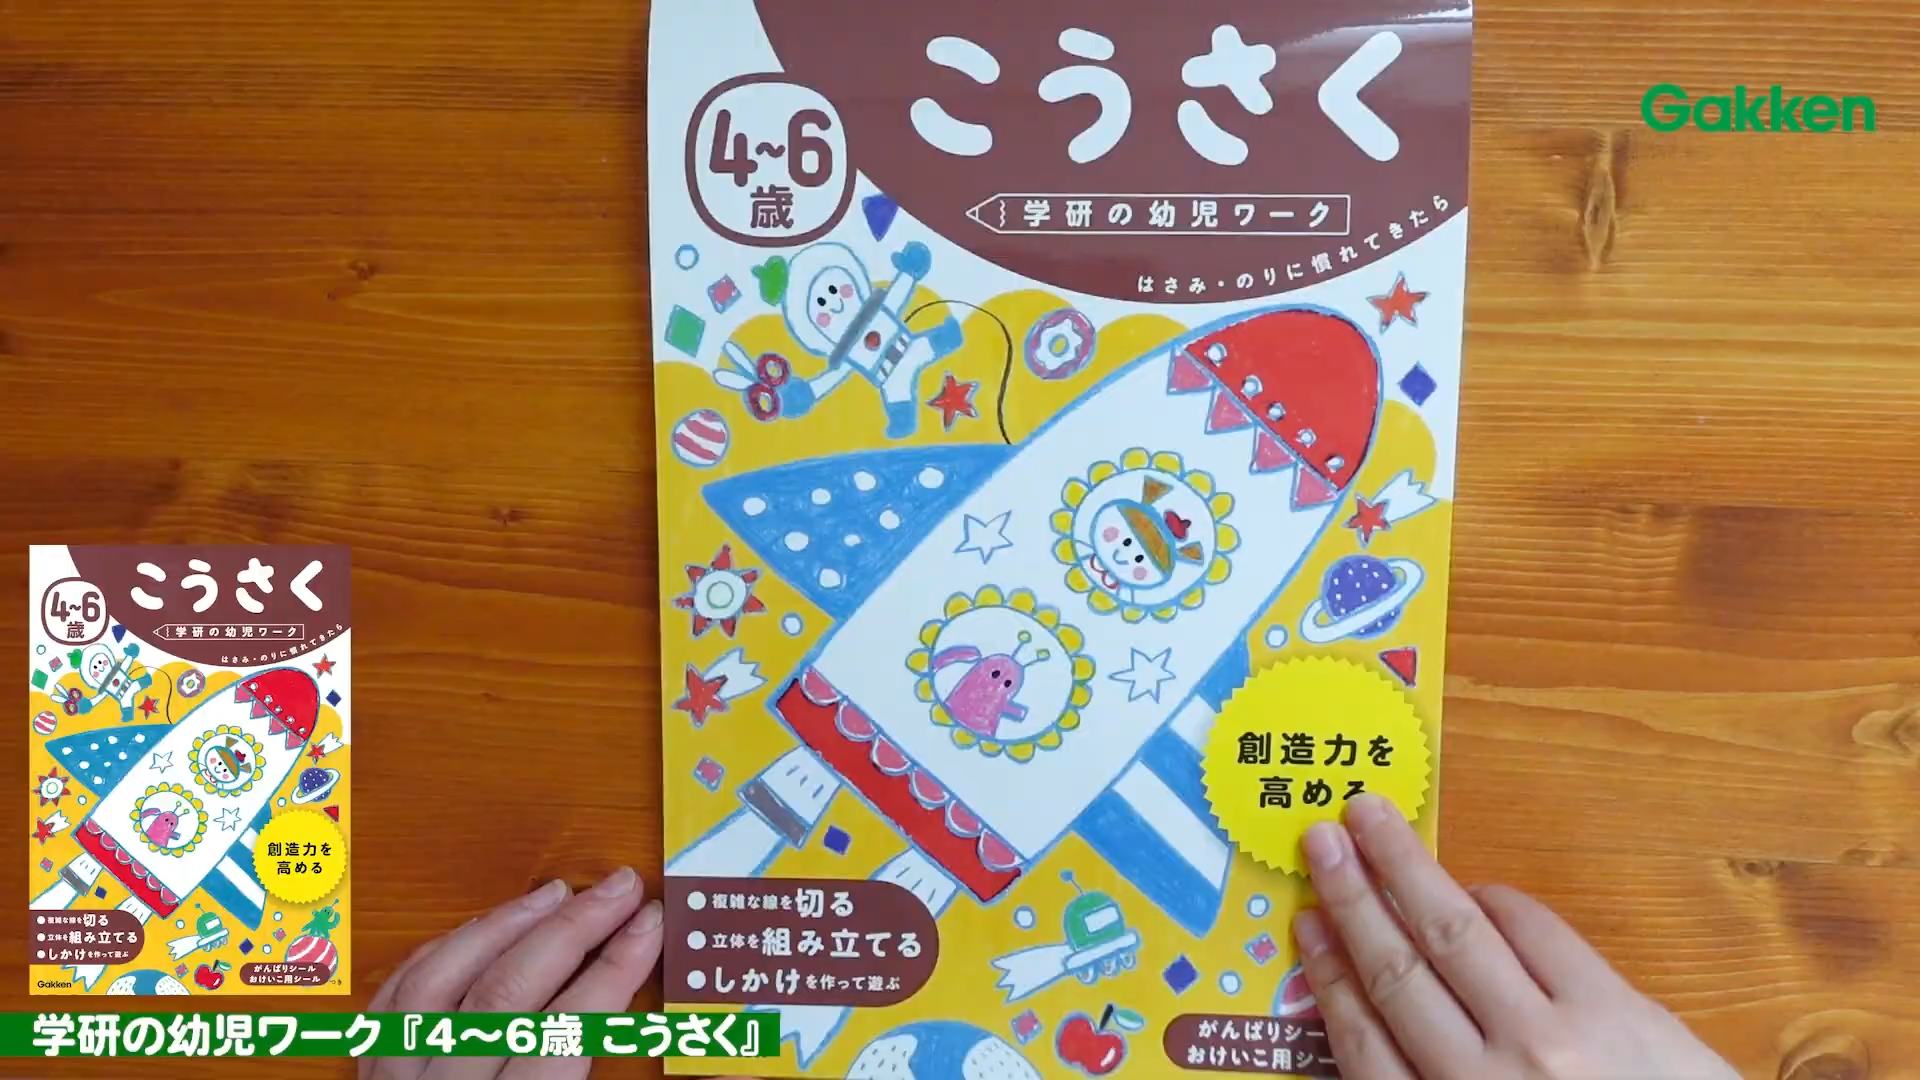 こうさく
4~6
歳
学研の幼児ワーク
はさみ・のりに慣れてきたら
Gakken
創造力を
高める
●複雑な線を切る
●立体を組み立てる
●しかけを作って遊ぶ
がんばりシー
おけいこ用シー
こうさく
4~6
歳
学研の幼児ワーク
はさみ・のりに慣れてきたら
創造力を
高める
●複雑な線を切る
●立体を組み立てる
●しかけを作って遊ぶ
がんばりシール
おけいこ用シール
つき
Gakken
学研の幼児ワーク『4～6歳 こうさく』